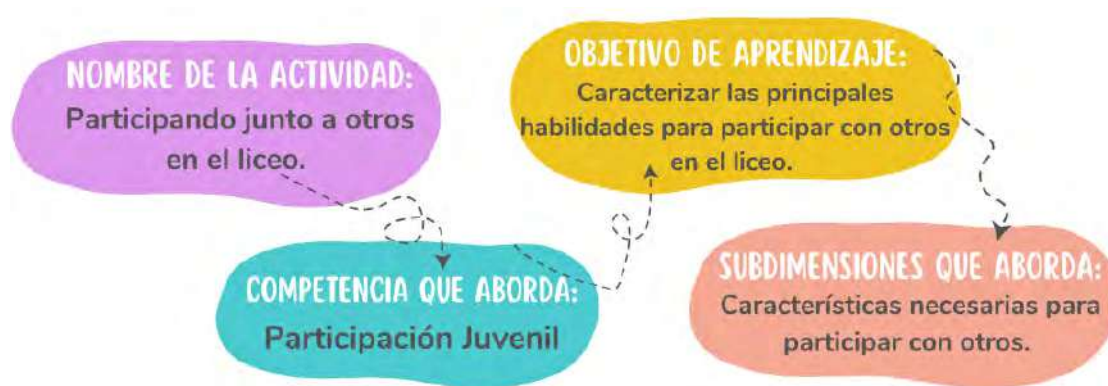 NOMBRE DE LA ACTIVIDAD:
Participando junto a otros
en el liceo.
COMPETENCIA QUE ABORDA:
Participación Juvenil
OBJETIVO DE APRENDIZAJE:
Caracterizar las principales
habilidades para participar con otros
en el liceo.
SUBDIMENSIONES QUE ABORDA:
Características necesarias para
participar con otros.